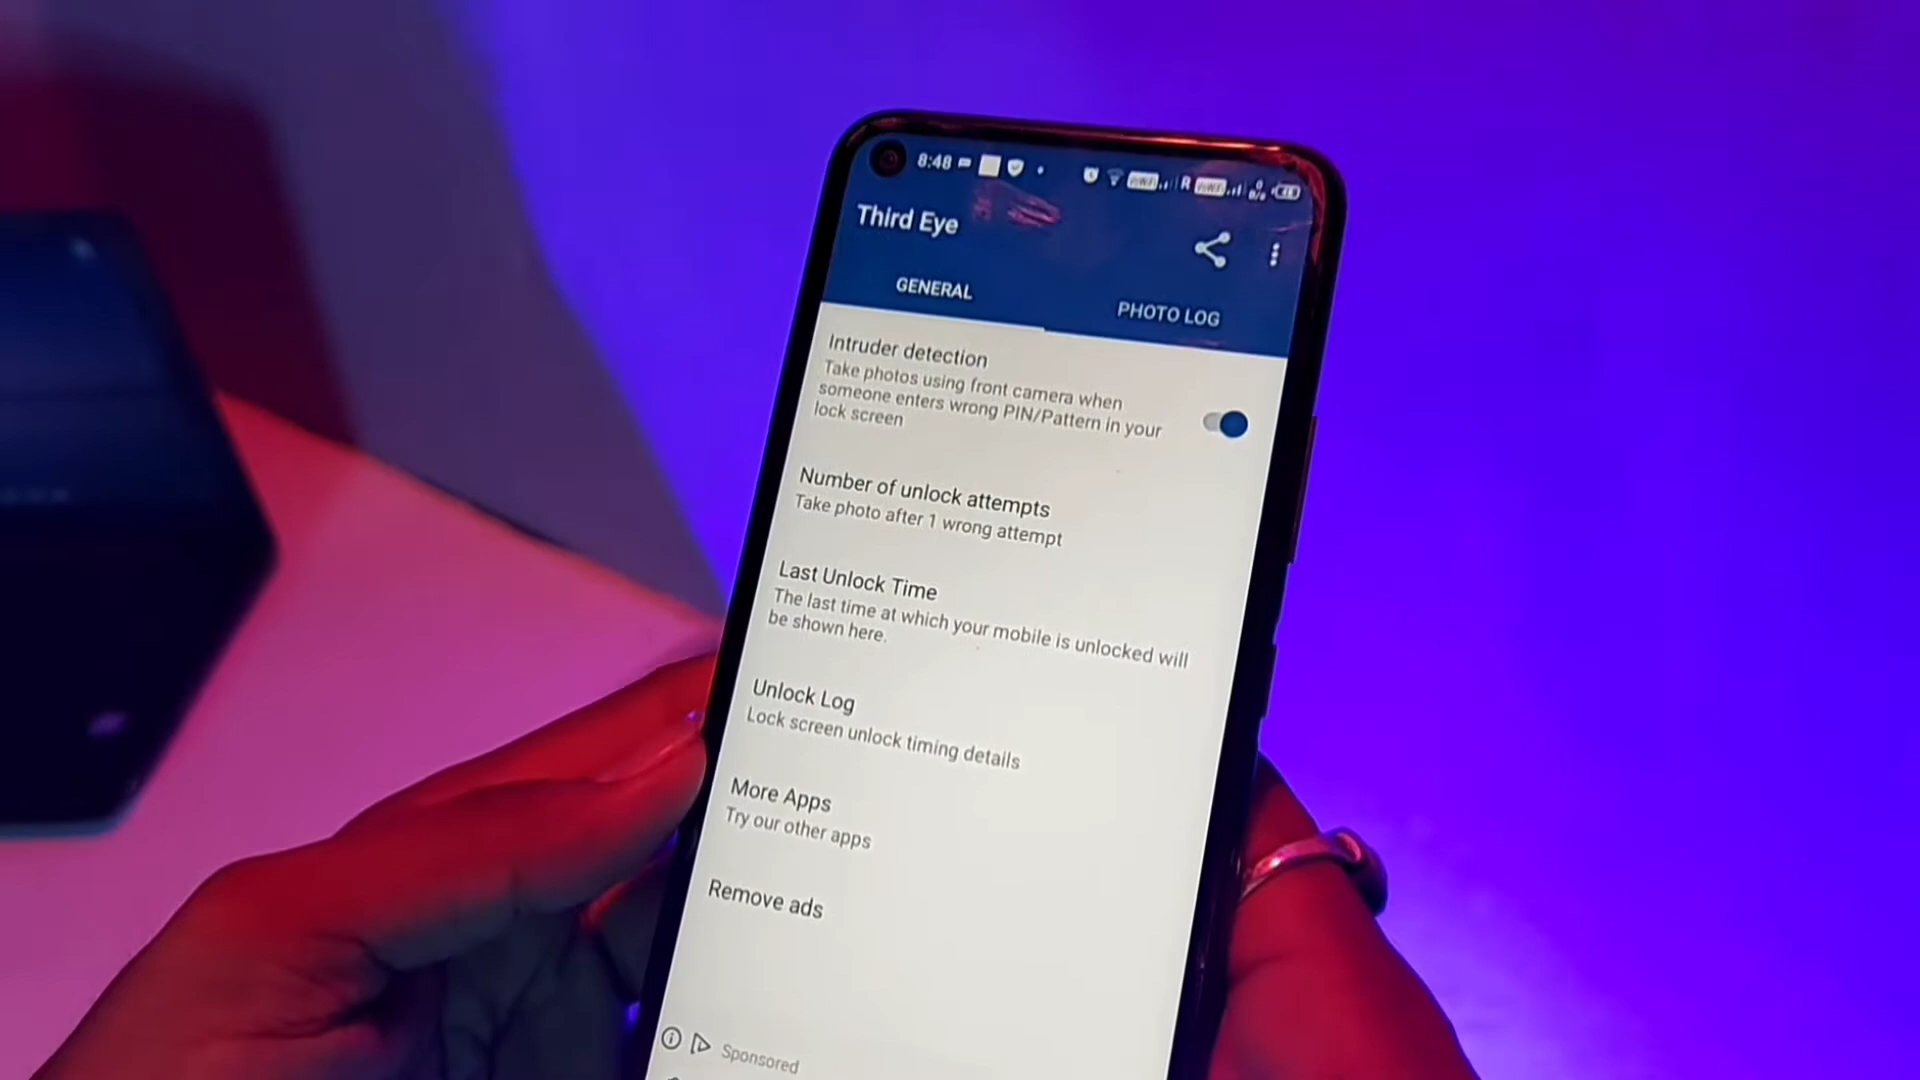 8:48
Third Eye
GENERAL
PHOTO LOG
Intruder detection
Take photos using front camera when
someone enters wrong PIN/Pattern in your
lock screen
Number of unlock attempts
Take photo after 1 wrong attempt
Last Unlock Time
The last time at which your mobile is unlocked will
be shown here.
Unlock Log
Lock screen unlock timing details
More Apps
Try our other apps
Remove ads
Sponsored